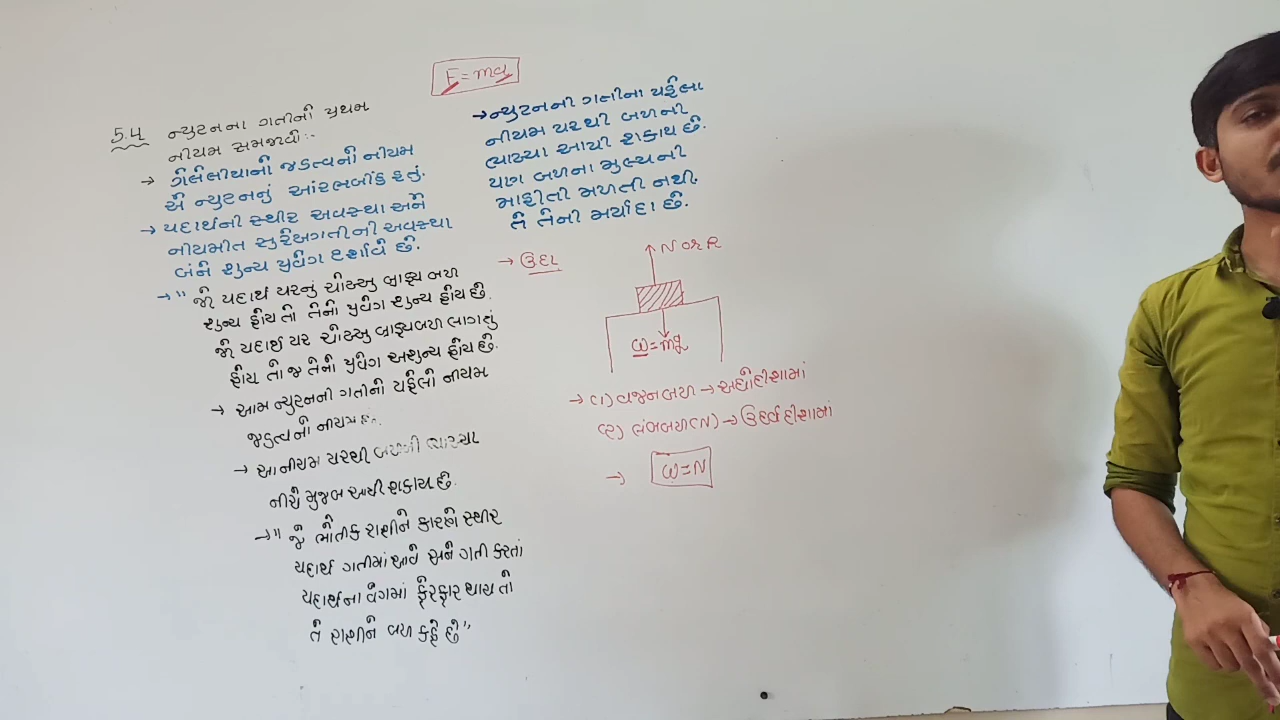 F = ma
5.4 ન્યુટનના ગતીનો પ્રથમ
નીયમ સમજાવો:-
→ ગેલેલીયોનો જડત્વનો નીયમ
એ ન્યુટનનું આરંભબીંદુ હતું.
→ પદાર્થની સ્થીર અવસ્થા અને
નીયમીત સુરેખગતીની અવસ્થા
બંને શુન્ય પ્રવેગ દર્શાવે છે.
→ " જો પદાર્થ પરનું ચોખ્ખુ બાહ્ય બળ
શુન્ય હોય તો તેનો પ્રવેગ શુન્ય હોય છે.
જો પદાર્થ પર ચોખ્ખુ બાહ્યબળ લાગતું
હોય તો જ તેનો પ્રવેગ અશુન્ય હોય છે.
→ આમ ન્યુટનની ગતીનો પહેલો નીયમ
જડત્વનો નીયમ છે.
→ આ નીયમ પરથી બળની વ્યાખ્યા
નીચે મુજબ આપી શકાય છે.
→ " જે ભૌતીક રાશીને કારણે સ્થીર
પદાર્થ ગતીમાં આવે અને ગતી કરતાં
પદાર્થના વેગમાં ફેરફાર થાય તો
તે રાશીને બળ કહે છે"
→ ન્યુટનની ગતીના પહેલા
નીયમ પરથી બળની
વ્યાખ્યા આપી શકાય છે.
પણ બળના મુલ્યની
માહીતી મળતી નથી.
તે તેની મર્યાદા છે.
→ ઉદા.
N or R
W = mg
→ (૧) વજનબળ → અધોદીશામાં
(૨) લંબબળ (N) → ઉર્ધ્વદીશામાં
→ W = N